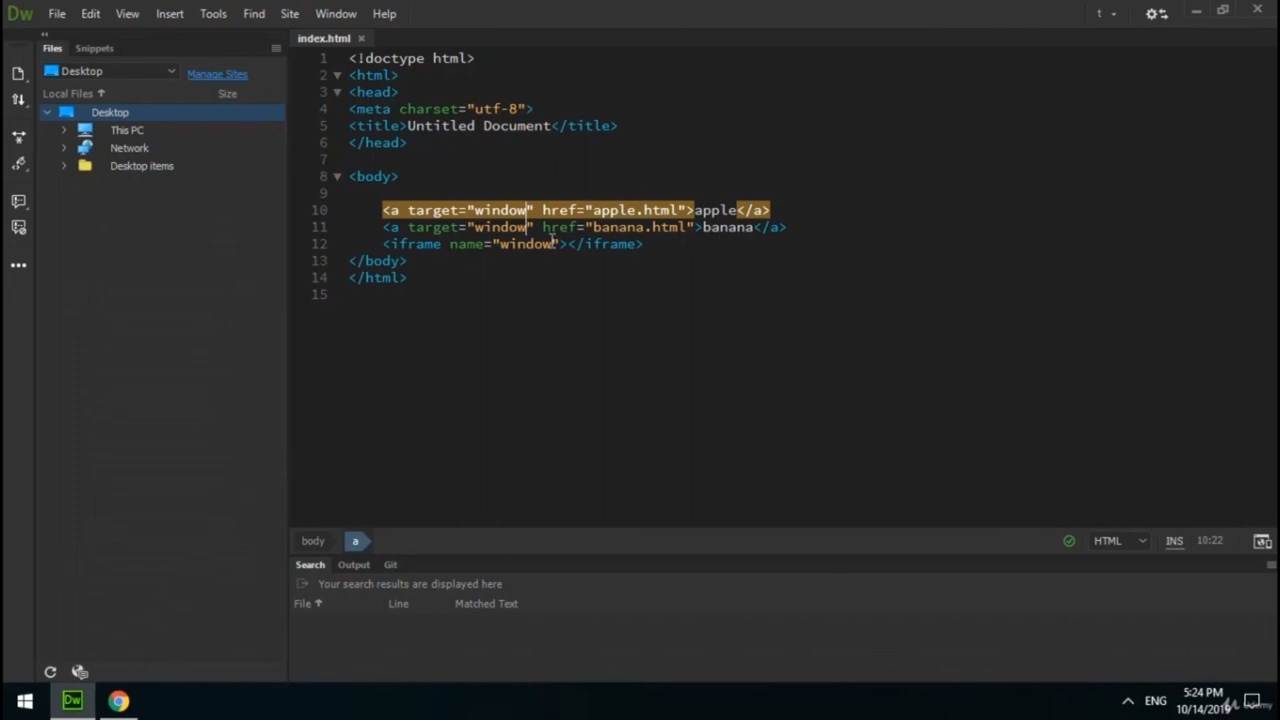 Dw File Edit View Insert Tools Find Site Window Help t
Files Snippets
Desktop Manage Sites
Local Files Size
Desktop
This PC
Network
Desktop items
index.html
1 <!doctype html>
2 <html>
3 <head>
4 <meta charset="utf-8">
5 <title>Untitled Document</title>
6 </head>
7
8 <body>
9
10 <a target="window" href="apple.html">apple</a>
11 <a target="window" href="banana.html">banana</a>
12 <iframe name="window"></iframe>
13 </body>
14 </html>
15
body a HTML INS 10:22
Search Output Git
Your search results are displayed here
File Line Matched Text
Dw ENG 5:24 PM
10/14/2019
Udemy